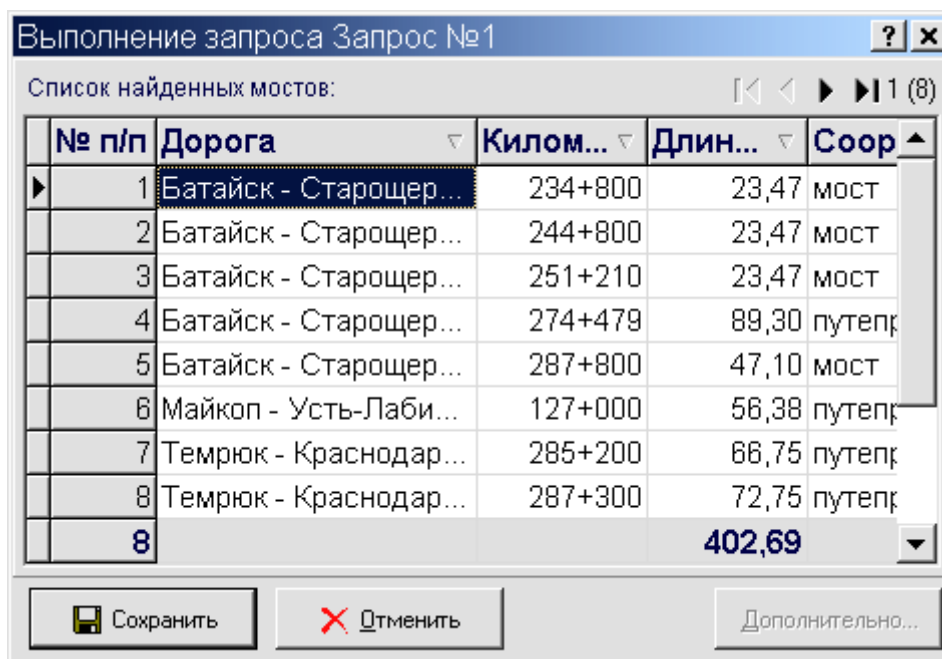 Выполнение запроса Запрос №1
Список найденных мостов: 1 (8)
№ п/п Дорога Килом... Длин... Соор
1 Батайск - Старощер... 234+800 23,47 мост
2 Батайск - Старощер... 244+800 23,47 мост
3 Батайск - Старощер... 251+210 23,47 мост
4 Батайск - Старощер... 274+479 89,30 путепр
5 Батайск - Старощер... 287+800 47,10 мост
6 Майкоп - Усть-Лаби... 127+000 56,38 путепр
7 Темрюк - Краснодар... 285+200 66,75 путепр
8 Темрюк - Краснодар... 287+300 72,75 путепр
8 402,69
Сохранить Отменить Дополнительно...